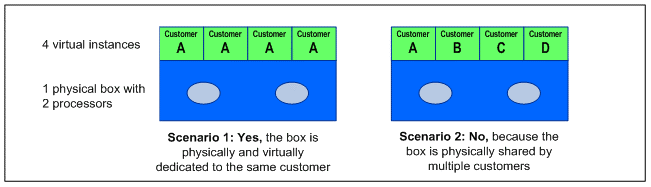 4 virtual instances
Customer Customer Customer Customer
A A A A
Customer Customer Customer Customer
A B C D
1 physical box with
2 processors
Scenario 1: Yes, the box is
physically and virtually
dedicated to the same customer
Scenario 2: No, because the
box is physically shared by
multiple customers